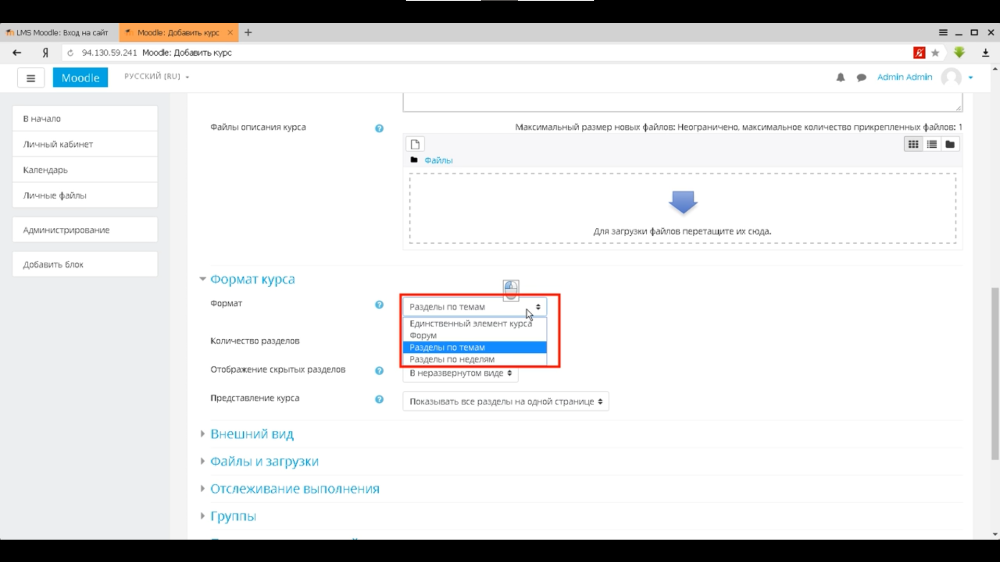 LMS Moodle: Вход на сайт
Moodle: Добавить курс
Я
94.130.59.241 Moodle: Добавить курс
Moodle
РУССКИЙ [RU]
Admin Admin
В начало
Личный кабинет
Календарь
Личные файлы
Администрирование
Добавить блок
Файлы описания курса
Максимальный размер новых файлов: Неограничено, максимальное количество прикрепленных файлов: 1
Файлы
Для загрузки файлов перетащите их сюда.
Формат курса
Формат
Разделы по темам
Единственный элемент курса
Форум
Разделы по темам
Разделы по неделям
Количество разделов
Отображение скрытых разделов
В неразвернутом виде
Представление курса
Показывать все разделы на одной странице
Внешний вид
Файлы и загрузки
Отслеживание выполнения
Группы